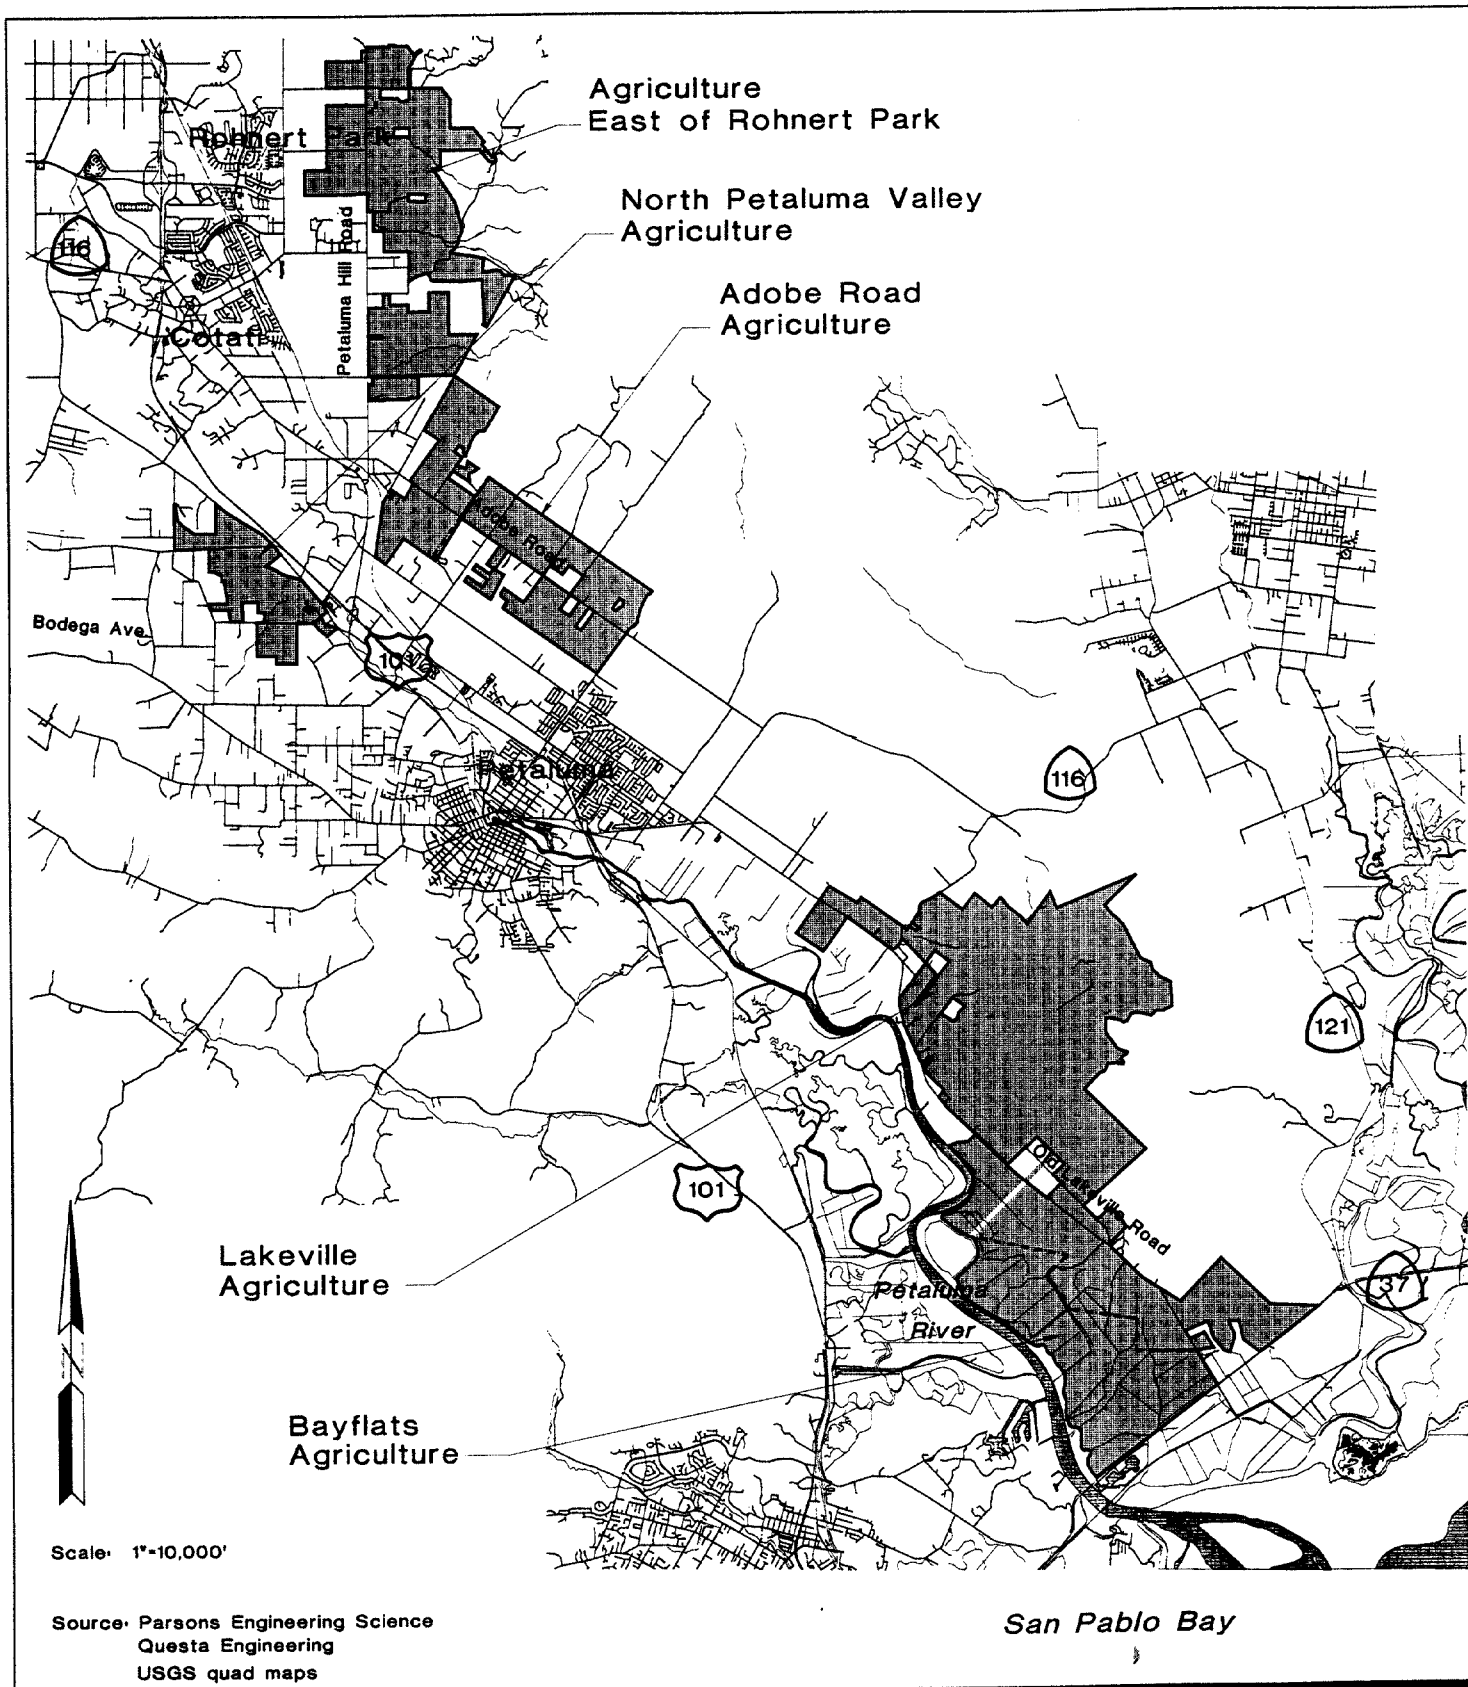 Agriculture
East of Rohnert Park
Rohnert Park
North Petaluma Valley
Agriculture
116
Petaluma Hill Road
Adobe Road
Agriculture
Cotati
Adobe Road
Bodega Ave.
101
Petaluma
116
121
Old Lakeville Road
101
Lakeville
Agriculture
37
Petaluma
River
Bayflats
Agriculture
Scale: 1"=10,000'
Source: Parsons Engineering Science
Questa Engineering
USGS quad maps
San Pablo Bay